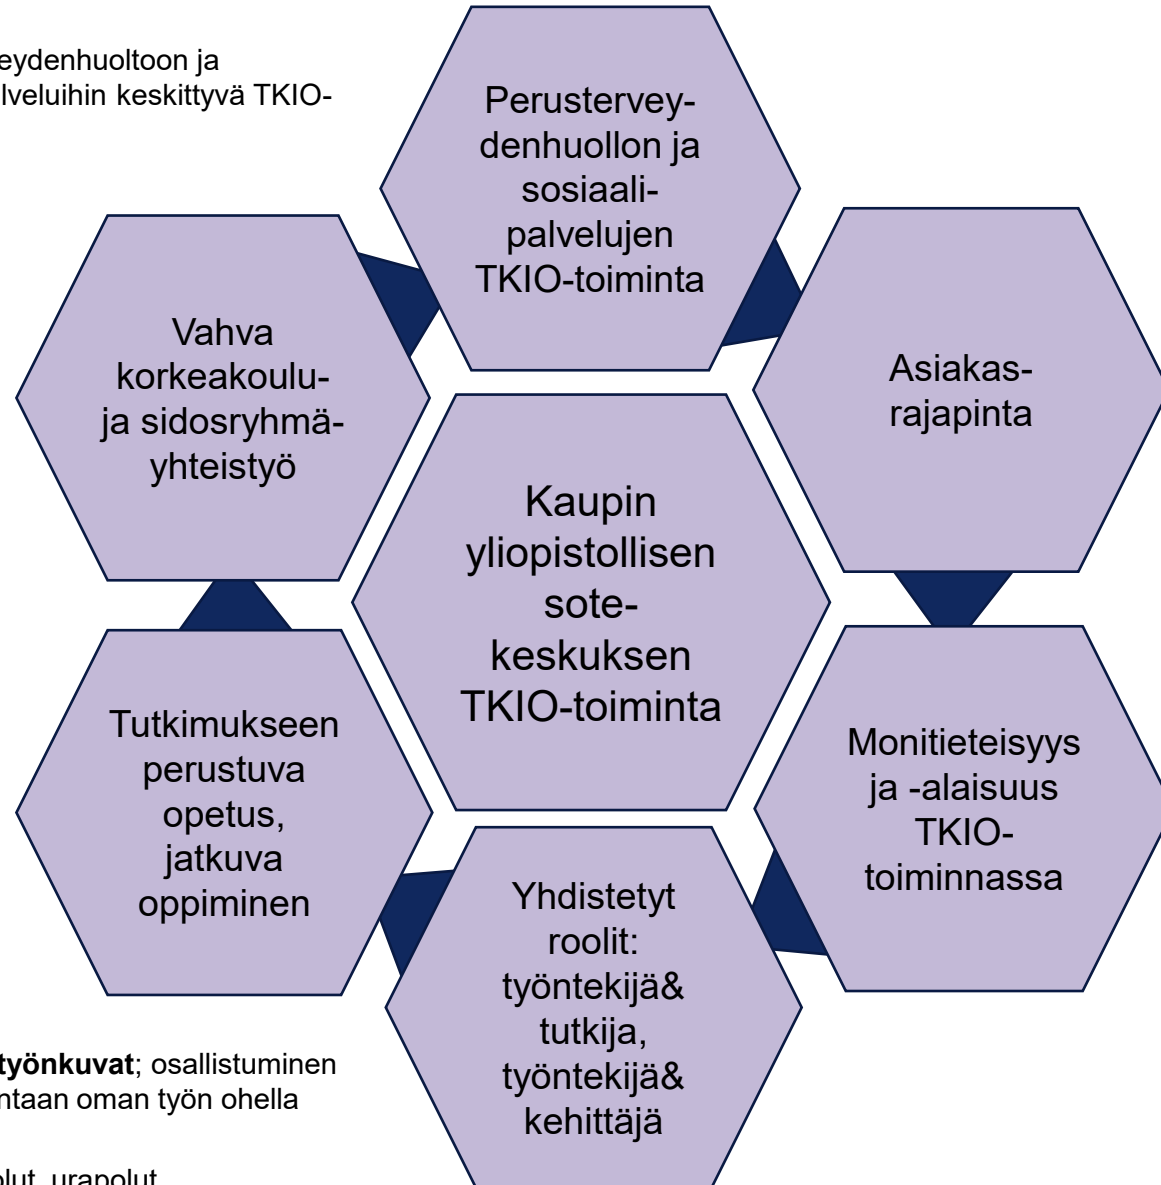 eydenhuoltoon ja
lveluihin keskittyvä TKIO-
Perustervey-
denhuollon ja
sosiaali-
palvelujen
TKIO-toiminta
Asiakas-
rajapinta
Vahva
korkeakoulu-
ja sidosryhmä-
yhteistyö
Kaupin
yliopistollisen
sote-
keskuksen
TKIO-toiminta
Monitieteisyys
ja -alaisuus
TKIO-
toiminnassa
Tutkimukseen
perustuva
opetus,
jatkuva
oppiminen
Yhdistetyt
roolit:
työntekijä&
tutkija,
työntekijä&
kehittäjä
työnkuvat; osallistuminen
ntaan oman työn ohella
olut, urapolut